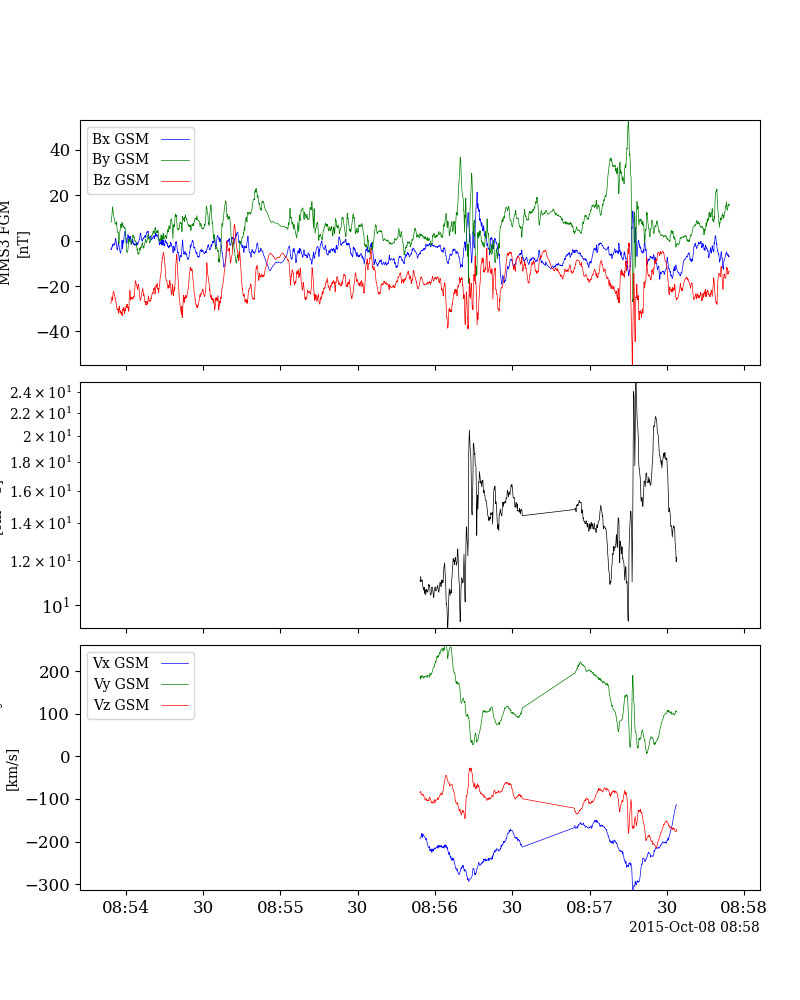 Bx GSM
By GSM
Bz GSM
MMS3 FGM
[nT]
40
20
0
−20
−40
2.4 × 10¹
2.2 × 10¹
2 × 10¹
1.8 × 10¹
1.6 × 10¹
1.4 × 10¹
1.2 × 10¹
10¹
Vx GSM
Vy GSM
Vz GSM
[km/s]
200
100
0
−100
−200
−300
08:54 30 08:55 30 08:56 30 08:57 30 08:58
2015-Oct-08 08:58